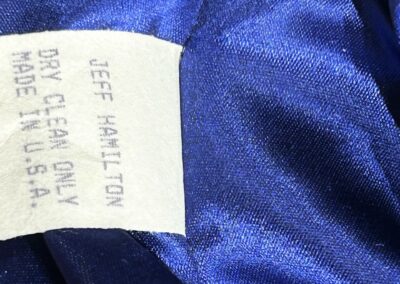 JEFF HAMILTON
DRY CLEAN ONLY
MADE IN U.S.A.